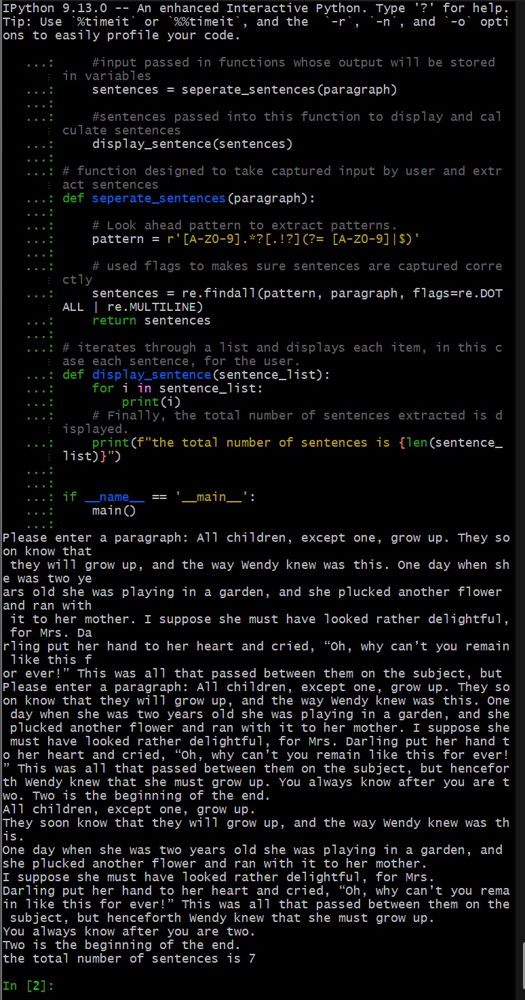 IPython 9.13.0 -- An enhanced Interactive Python. Type '?' for help.
Tip: Use `%timeit` or `%%timeit`, and the  `-r`, `-n`, and `-o` opti
ons to easily profile your code.
   ...:     #input passed in functions whose output will be stored
      ⋮ in variables
   ...:     sentences = seperate_sentences(paragraph)
   ...:
   ...:     #sentences passed into this function to display and cal
      ⋮ culate sentences
   ...:     display_sentence(sentences)
   ...:
   ...: # function designed to take captured input by user and extr
      ⋮ act sentences
   ...: def seperate_sentences(paragraph):
   ...:
   ...:     # Look ahead pattern to extract patterns.
   ...:     pattern = r'[A-Z0-9].*?[.!?](?= [A-Z0-9]|$)'
   ...:
   ...:     # used flags to makes sure sentences are captured corre
      ⋮ ctly
   ...:     sentences = re.findall(pattern, paragraph, flags=re.DOT
      ⋮ ALL | re.MULTILINE)
   ...:     return sentences
   ...:
   ...: # iterates through a list and displays each item, in this c
      ⋮ ase each sentence, for the user.
   ...: def display_sentence(sentence_list):
   ...:     for i in sentence_list:
   ...:         print(i)
   ...:     # Finally, the total number of sentences extracted is d
      ⋮ isplayed.
   ...:     print(f"the total number of sentences is {len(sentence_
      ⋮ list)}")
   ...:
   ...:
   ...: if __name__ == '__main__':
   ...:     main()
   ...:
Please enter a paragraph: All children, except one, grow up. They so
on know that
 they will grow up, and the way Wendy knew was this. One day when sh
e was two ye
ars old she was playing in a garden, and she plucked another flower
and ran with
 it to her mother. I suppose she must have looked rather delightful,
 for Mrs. Da
rling put her hand to her heart and cried, “Oh, why can’t you remain
 like this f
or ever!” This was all that passed between them on the subject, but
Please enter a paragraph: All children, except one, grow up. They so
on know that they will grow up, and the way Wendy knew was this. One
 day when she was two years old she was playing in a garden, and she
 plucked another flower and ran with it to her mother. I suppose she
 must have looked rather delightful, for Mrs. Darling put her hand t
o her heart and cried, “Oh, why can’t you remain like this for ever!
” This was all that passed between them on the subject, but hencefor
th Wendy knew that she must grow up. You always know after you are t
wo. Two is the beginning of the end.
All children, except one, grow up.
They soon know that they will grow up, and the way Wendy knew was th
is.
One day when she was two years old she was playing in a garden, and
she plucked another flower and ran with it to her mother.
I suppose she must have looked rather delightful, for Mrs.
Darling put her hand to her heart and cried, “Oh, why can’t you rema
in like this for ever!” This was all that passed between them on the
 subject, but henceforth Wendy knew that she must grow up.
You always know after you are two.
Two is the beginning of the end.
the total number of sentences is 7
In [2]: